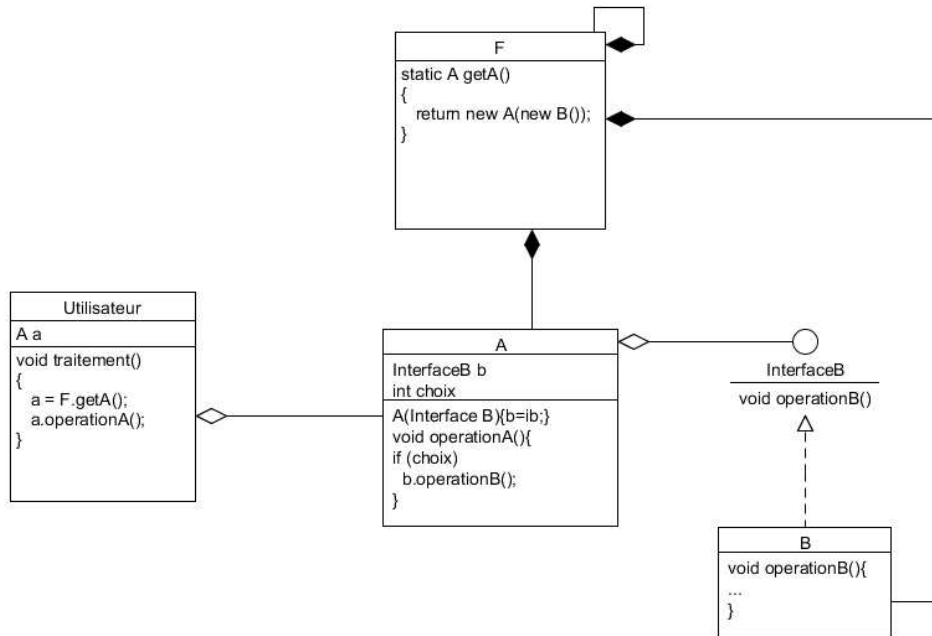 F
static A getA()
{
return new A(new B());
}
Utilisateur
A a
void traitement()
{
a = F.getA();
a.operationA();
}
A
InterfaceB b
int choix
A(Interface B){b=ib;}
void operationA(){
if (choix)
b.operationB();
}
InterfaceB
void operationB()
B
void operationB(){
...
}